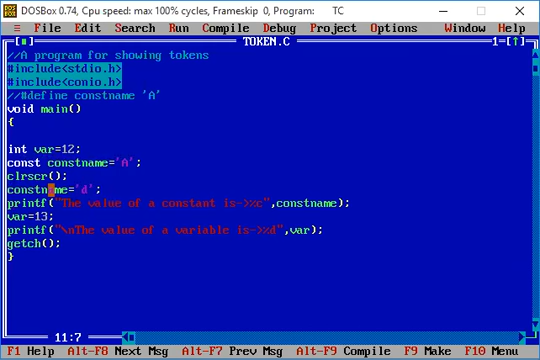 DOSBox 0.74, Cpu speed: max 100% cycles, Frameskip 0, Program: TC
≡ File Edit Search Run Compile Debug Project Options Window Help
[■] TOKEN.C 1=[↑]
//A program for showing tokens
#include<stdio.h>
#include<conio.h>
//#define constname 'A'
void main()
{
int var=12;
const constname='A';
clrscr();
constname='d';
printf("The value of a constant is->%c",constname);
var=13;
printf("\nThe value of a variable is->%d",var);
getch();
}
11:7
F1 Help Alt-F8 Next Msg Alt-F7 Prev Msg Alt-F9 Compile F9 Make F10 Menu